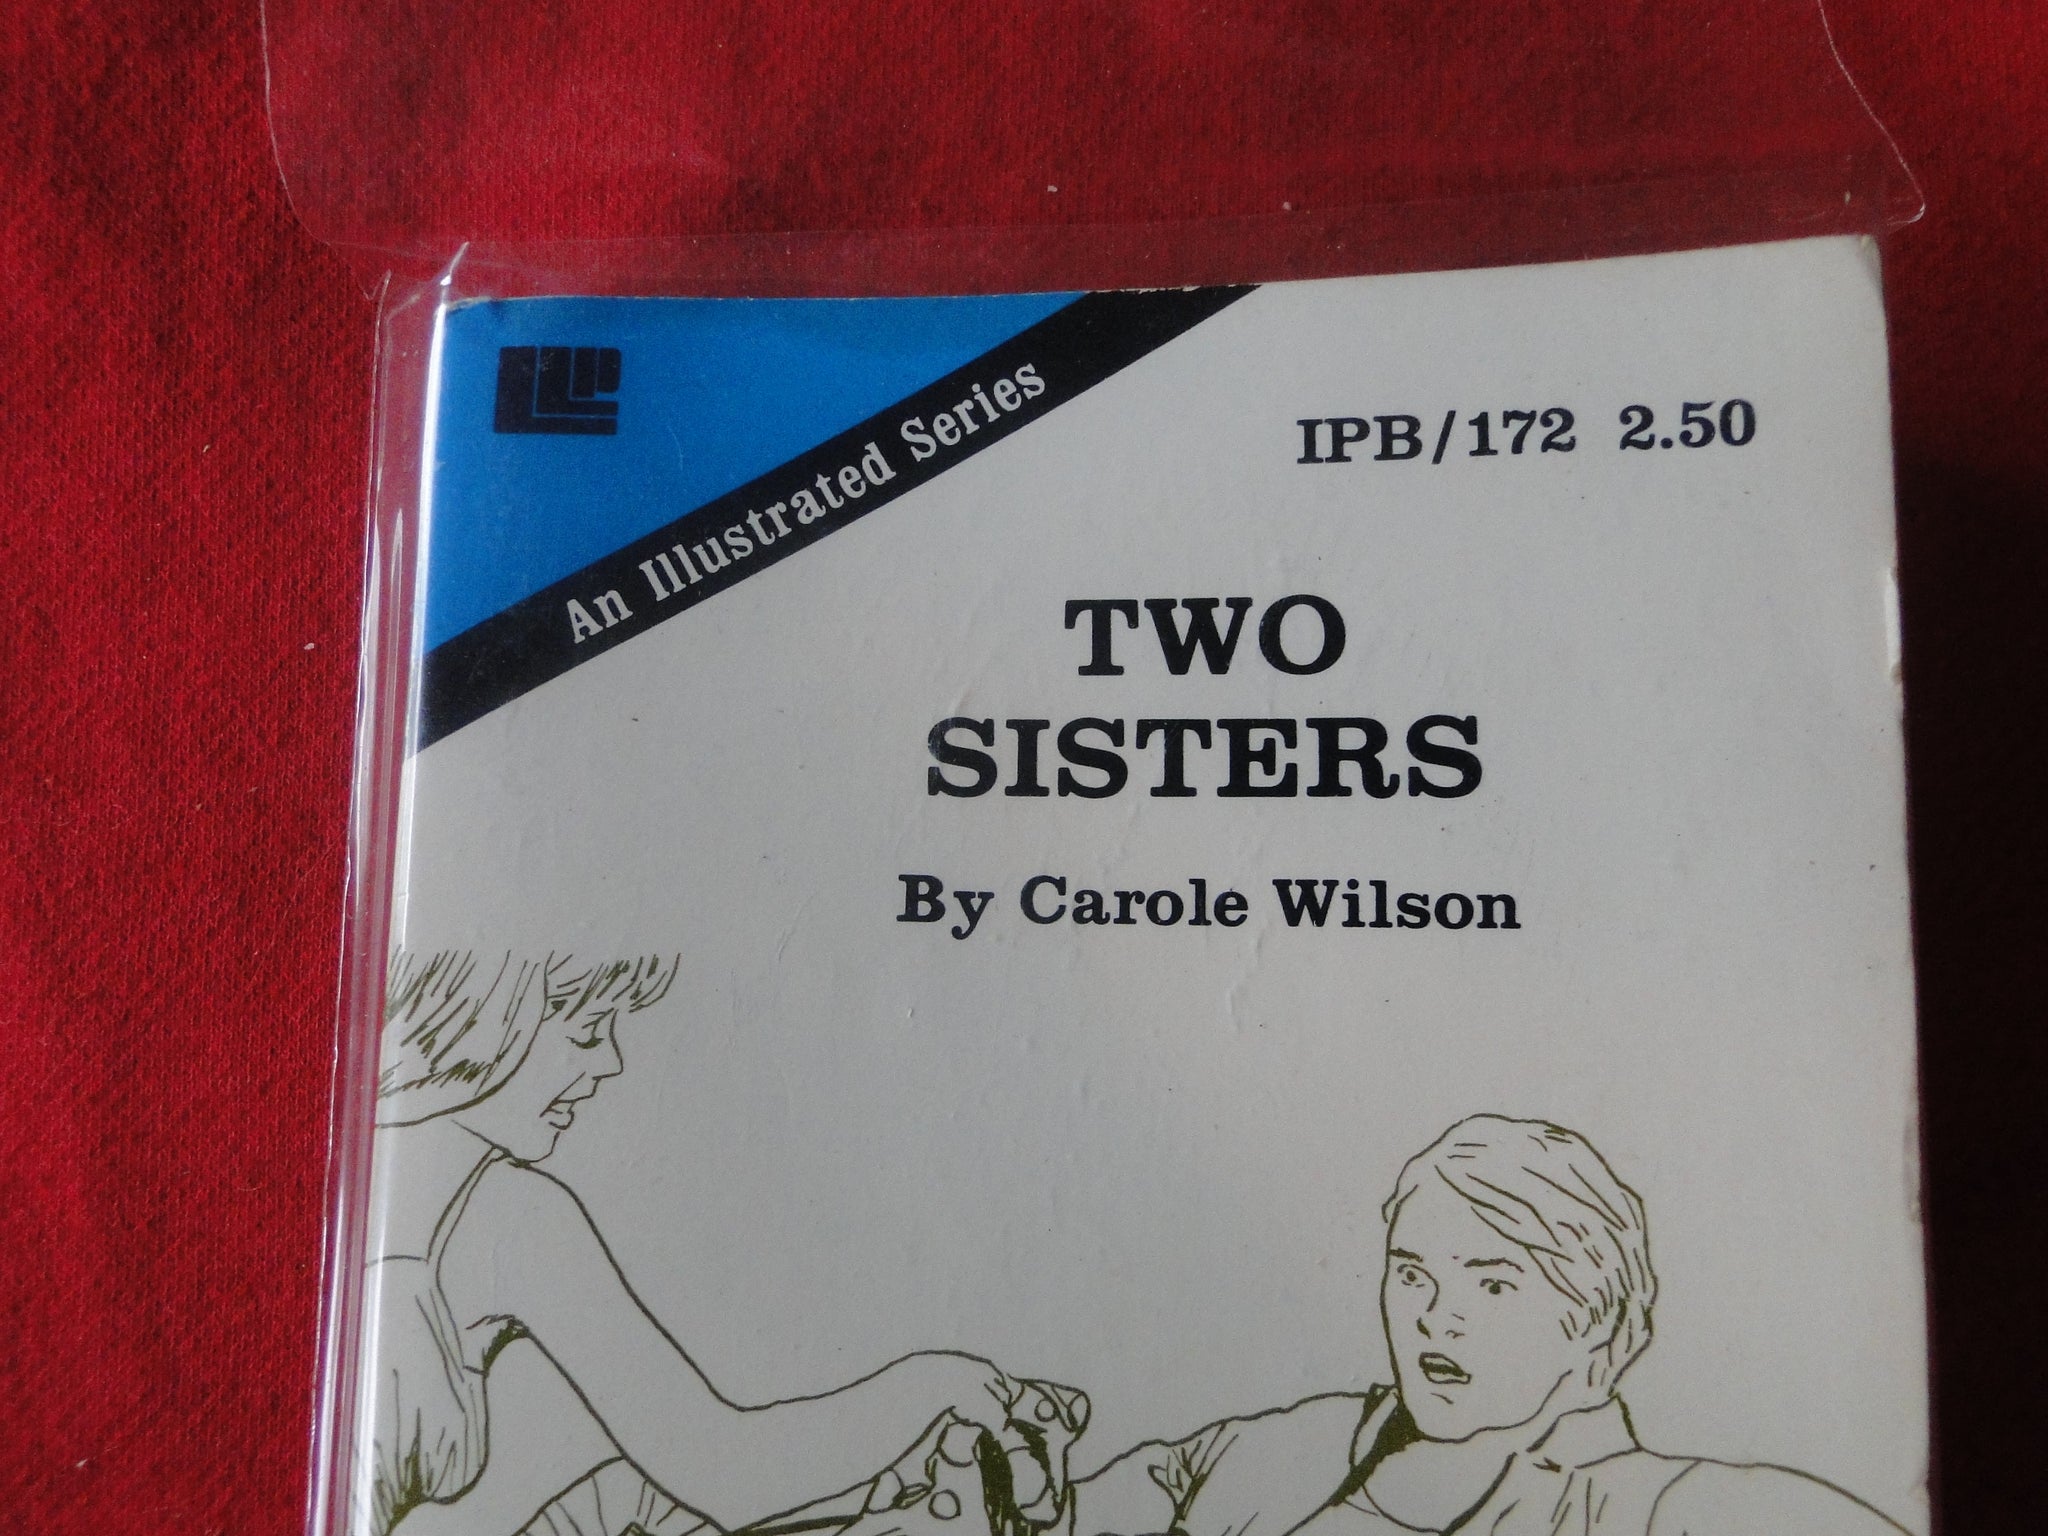 An Illustrated Series
IPB/172 2.50
TWO
SISTERS
By Carole Wilson